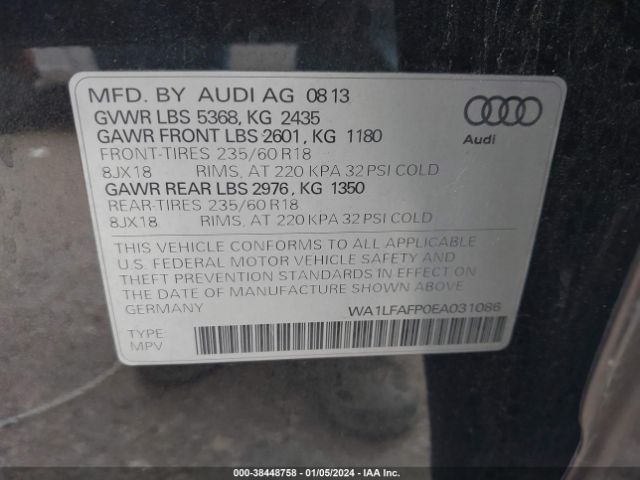 MFD. BY AUDI AG 08 13
GVWR LBS 5368, KG 2435
GAWR FRONT LBS 2601, KG 1180
FRONT-TIRES 235/60 R18
8JX18 RIMS, AT 220 KPA 32 PSI COLD
GAWR REAR LBS 2976, KG 1350
REAR-TIRES 235/60 R18
8JX18 RIMS, AT 220 KPA 32 PSI COLD
Audi
THIS VEHICLE CONFORMS TO ALL APPLICABLE
U.S. FEDERAL MOTOR VEHICLE SAFETY AND
THEFT PREVENTION STANDARDS IN EFFECT ON
THE DATE OF MANUFACTURE SHOWN ABOVE
GERMANY
WA1LFAFP0EA031086
TYPE
MPV
000-38448758 - 01/05/2024 - IAA Inc.